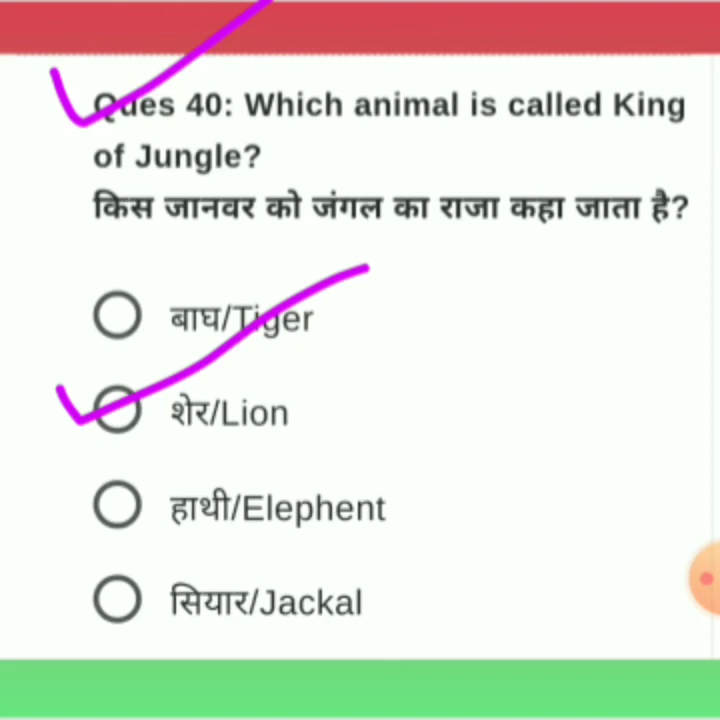 Ques 40: Which animal is called King
of Jungle?
किस जानवर को जंगल का राजा कहा जाता है?
बाघ/Tiger
शेर/Lion
हाथी/Elephent
सियार/Jackal